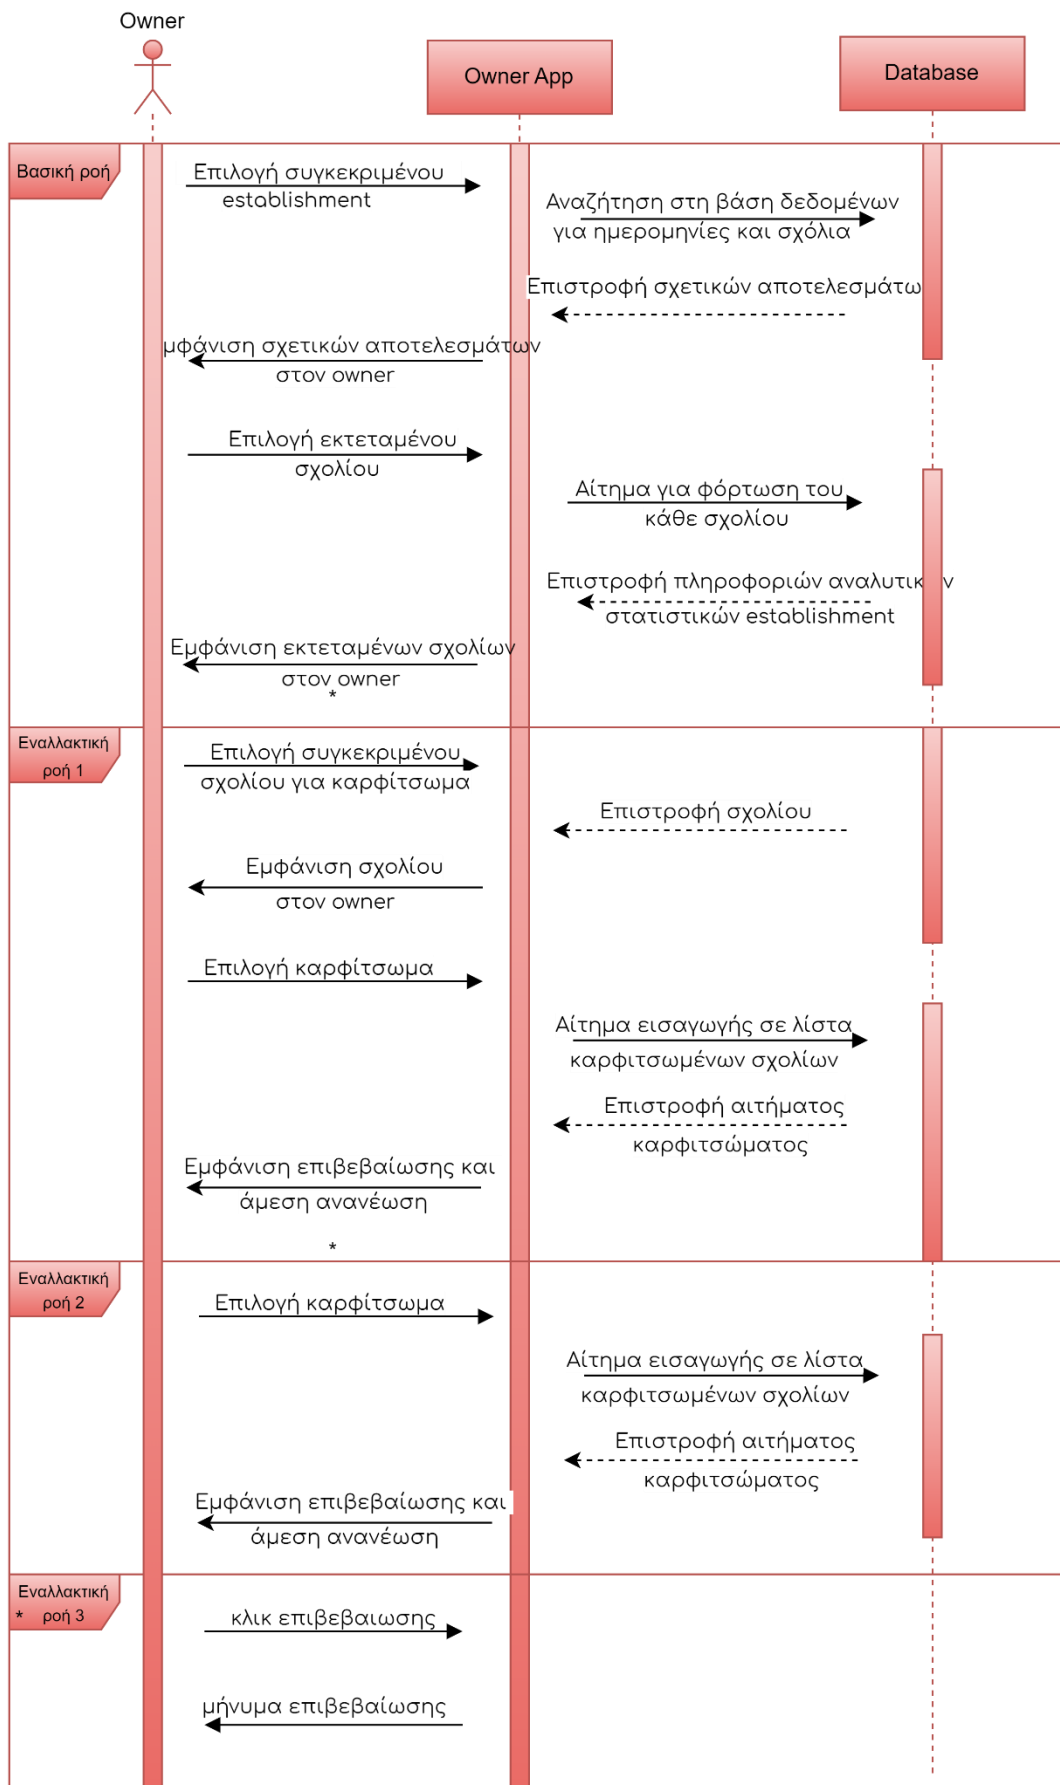 Owner
Owner App
Database
Βασική ροή
Επιλογή συγκεκριμένου
establishment
Αναζήτηση στη βάση δεδομένων
για ημερομηνίες και σχόλια
Επιστροφή σχετικών αποτελεσμάτω
μφάνιση σχετικών αποτελεσμάτων
στον owner
Επιλογή εκτεταμένου
σχολίου
Αίτημα για φόρτωση του
κάθε σχολίου
Επιστροφή πληροφοριών αναλυτικών
στατιστικών establishment
Εμφάνιση εκτεταμένων σχολίων
στον owner
*
Εναλλακτική
ροή 1
Επιλογή συγκεκριμένου
σχολίου για καρφίτσωμα
Επιστροφή σχολίου
Εμφάνιση σχολίου
στον owner
Επιλογή καρφίτσωμα
Αίτημα εισαγωγής σε λίστα
καρφιτσωμένων σχολίων
Επιστροφή αιτήματος
καρφιτσώματος
Εμφάνιση επιβεβαίωσης και
άμεση ανανέωση
*
Εναλλακτική
ροή 2
Επιλογή καρφίτσωμα
Αίτημα εισαγωγής σε λίστα
καρφιτσωμένων σχολίων
Επιστροφή αιτήματος
καρφιτσώματος
Εμφάνιση επιβεβαίωσης και
άμεση ανανέωση
Εναλλακτική
* ροή 3
κλικ επιβεβαιωσης
μήνυμα επιβεβαίωσης